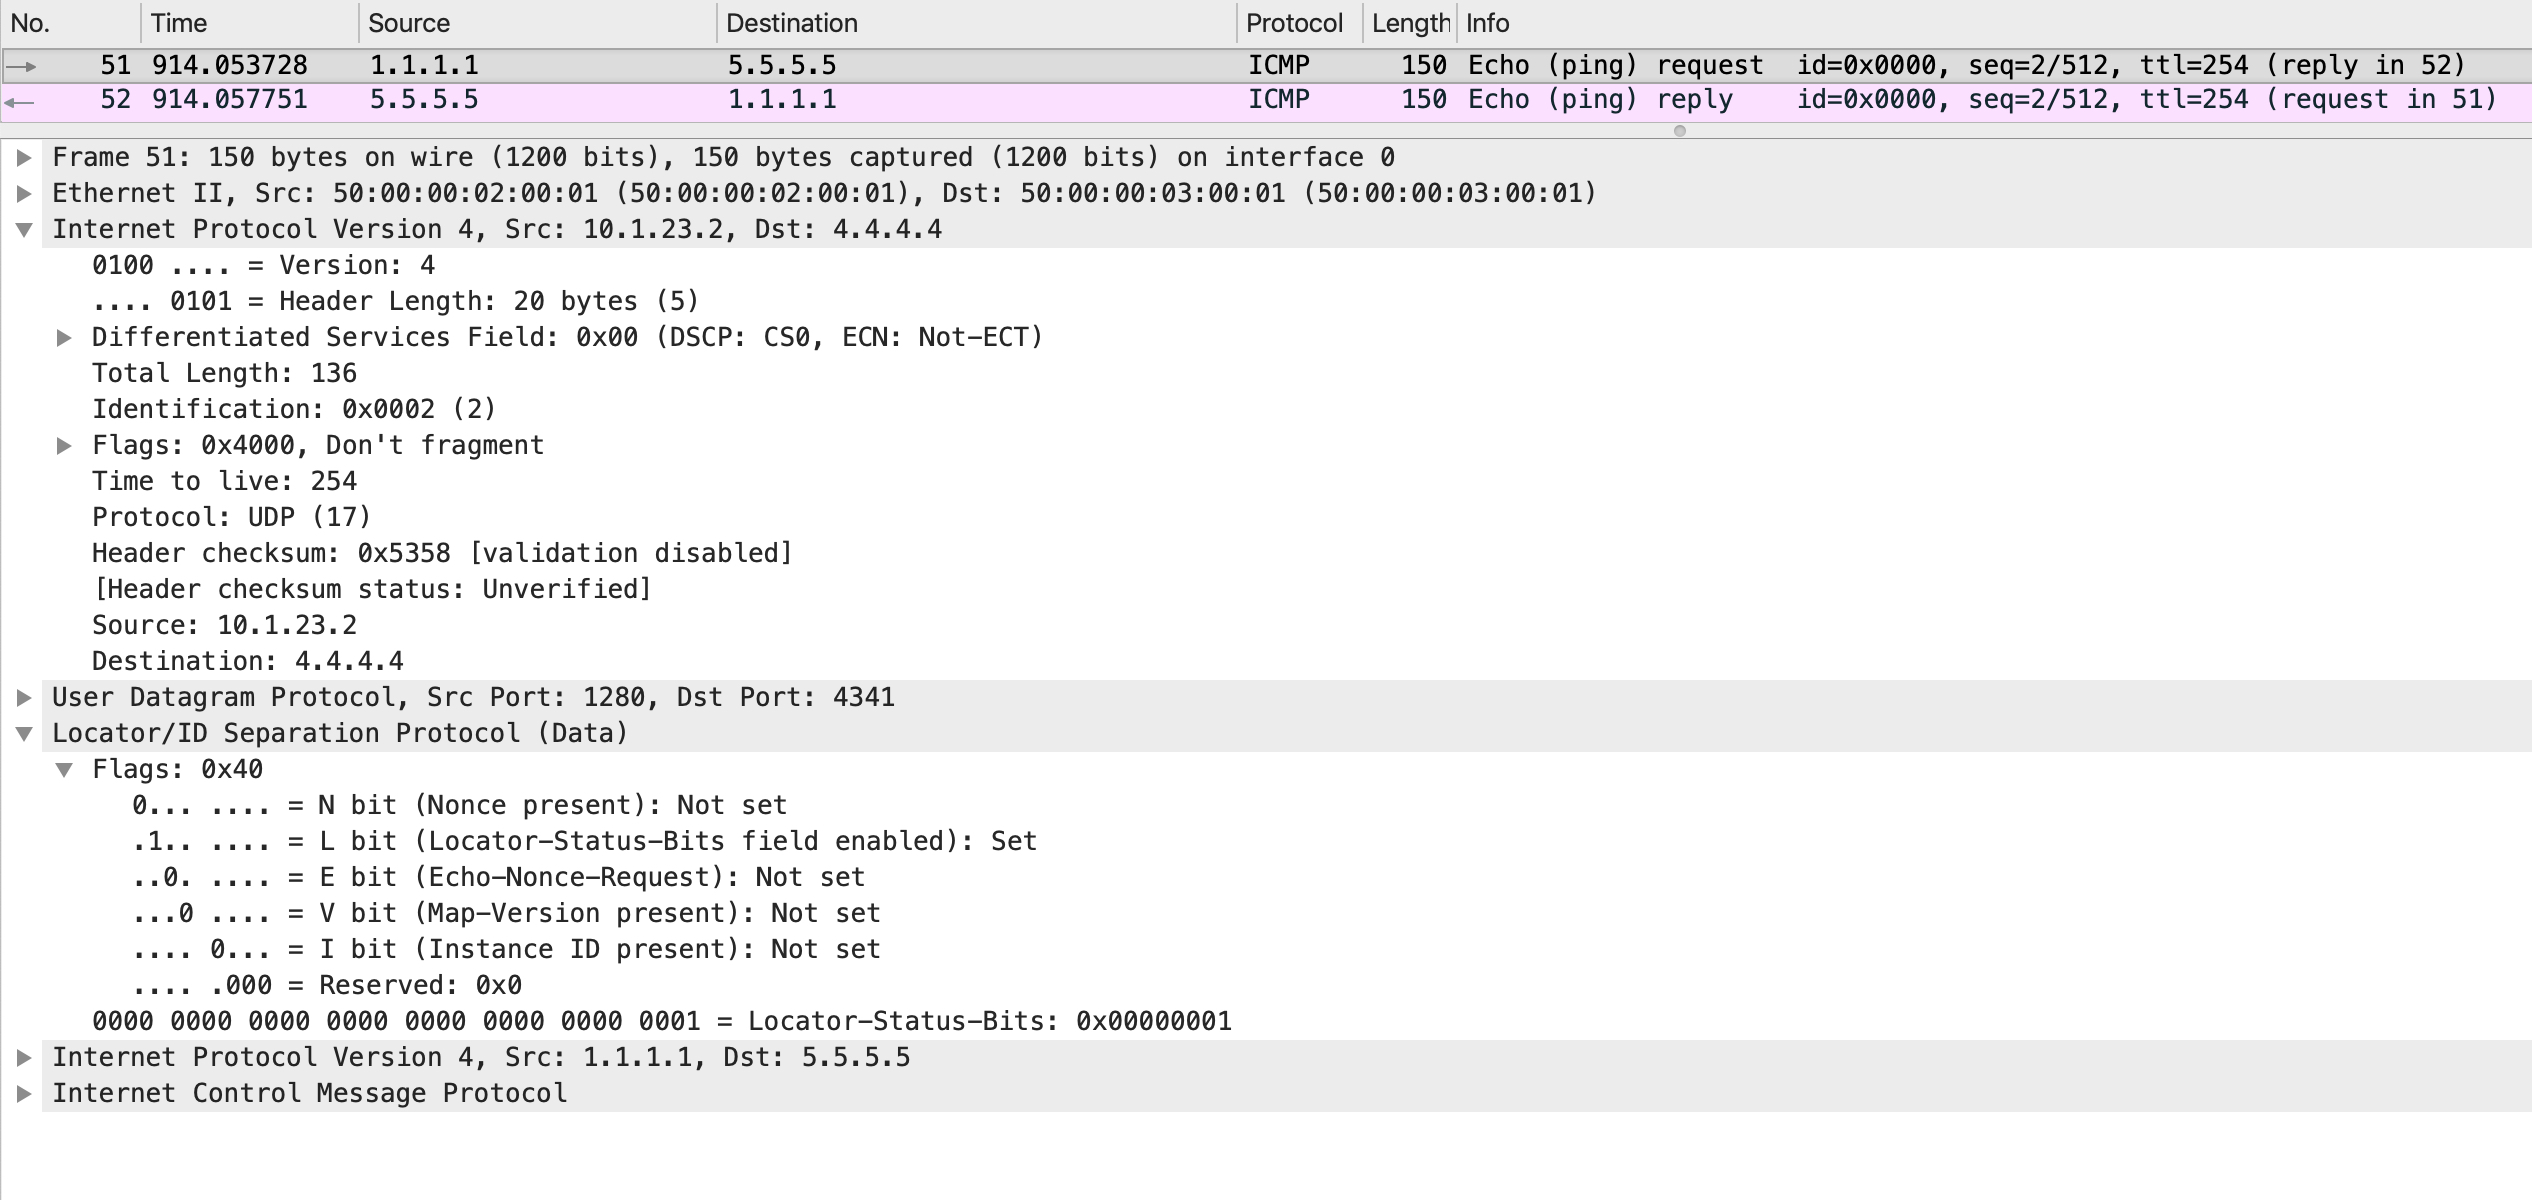 No. Time Source Destination Protocol Length Info
51 914.053728 1.1.1.1 5.5.5.5 ICMP 150 Echo (ping) request id=0x0000, seq=2/512, ttl=254 (reply in 52)
52 914.057751 5.5.5.5 1.1.1.1 ICMP 150 Echo (ping) reply id=0x0000, seq=2/512, ttl=254 (request in 51)
Frame 51: 150 bytes on wire (1200 bits), 150 bytes captured (1200 bits) on interface 0
Ethernet II, Src: 50:00:00:02:00:01 (50:00:00:02:00:01), Dst: 50:00:00:03:00:01 (50:00:00:03:00:01)
Internet Protocol Version 4, Src: 10.1.23.2, Dst: 4.4.4.4
0100 .... = Version: 4
.... 0101 = Header Length: 20 bytes (5)
Differentiated Services Field: 0x00 (DSCP: CS0, ECN: Not-ECT)
Total Length: 136
Identification: 0x0002 (2)
Flags: 0x4000, Don't fragment
Time to live: 254
Protocol: UDP (17)
Header checksum: 0x5358 [validation disabled]
[Header checksum status: Unverified]
Source: 10.1.23.2
Destination: 4.4.4.4
User Datagram Protocol, Src Port: 1280, Dst Port: 4341
Locator/ID Separation Protocol (Data)
Flags: 0x40
0... .... = N bit (Nonce present): Not set
.1.. .... = L bit (Locator-Status-Bits field enabled): Set
..0. .... = E bit (Echo-Nonce-Request): Not set
...0 .... = V bit (Map-Version present): Not set
.... 0... = I bit (Instance ID present): Not set
.... .000 = Reserved: 0x0
0000 0000 0000 0000 0000 0000 0000 0001 = Locator-Status-Bits: 0x00000001
Internet Protocol Version 4, Src: 1.1.1.1, Dst: 5.5.5.5
Internet Control Message Protocol